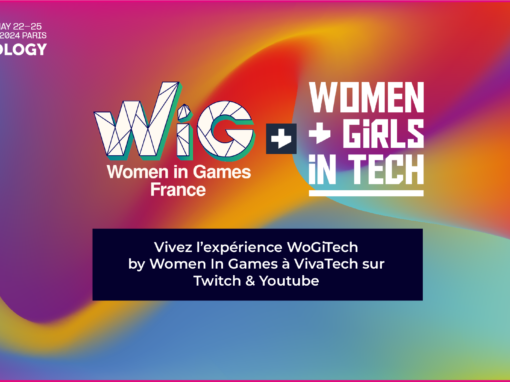 MAY 22–25
2024 PARIS
OLOGY
WiG
Women in Games
France
+
WOMEN
+ GiRLS
iN TECH
Vivez l'expérience WoGiTech
by Women In Games à VivaTech sur
Twitch & Youtube